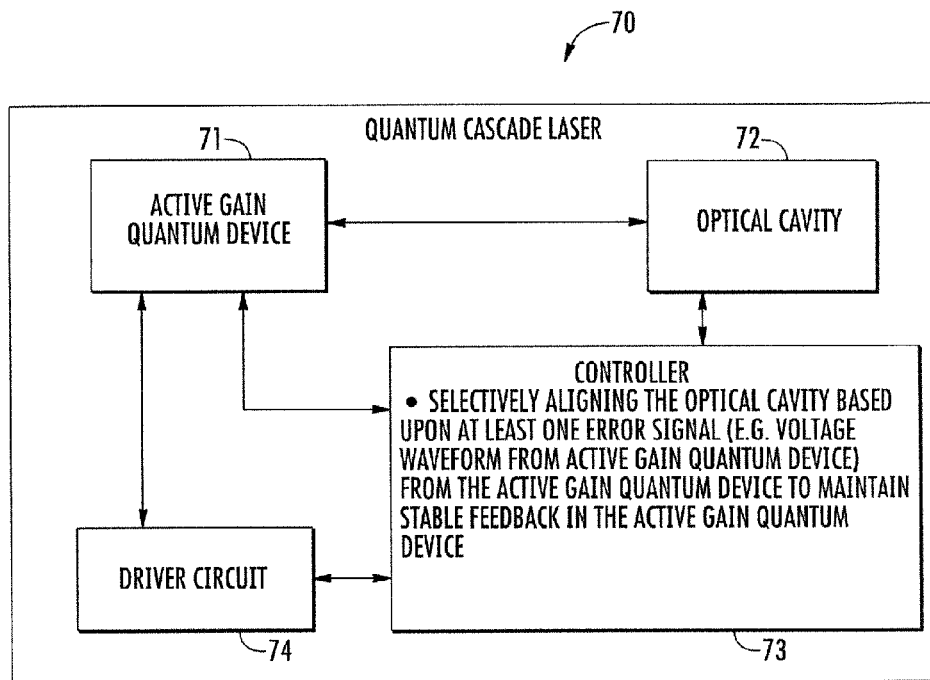 70
QUANTUM CASCADE LASER
71
72
ACTIVE GAIN
QUANTUM DEVICE
OPTICAL CAVITY
CONTROLLER
• SELECTIVELY ALIGNING THE OPTICAL CAVITY BASED
UPON AT LEAST ONE ERROR SIGNAL (E.G. VOLTAGE
WAVEFORM FROM ACTIVE GAIN QUANTUM DEVICE)
FROM THE ACTIVE GAIN QUANTUM DEVICE TO MAINTAIN
STABLE FEEDBACK IN THE ACTIVE GAIN QUANTUM
DEVICE
DRIVER CIRCUIT
74
73